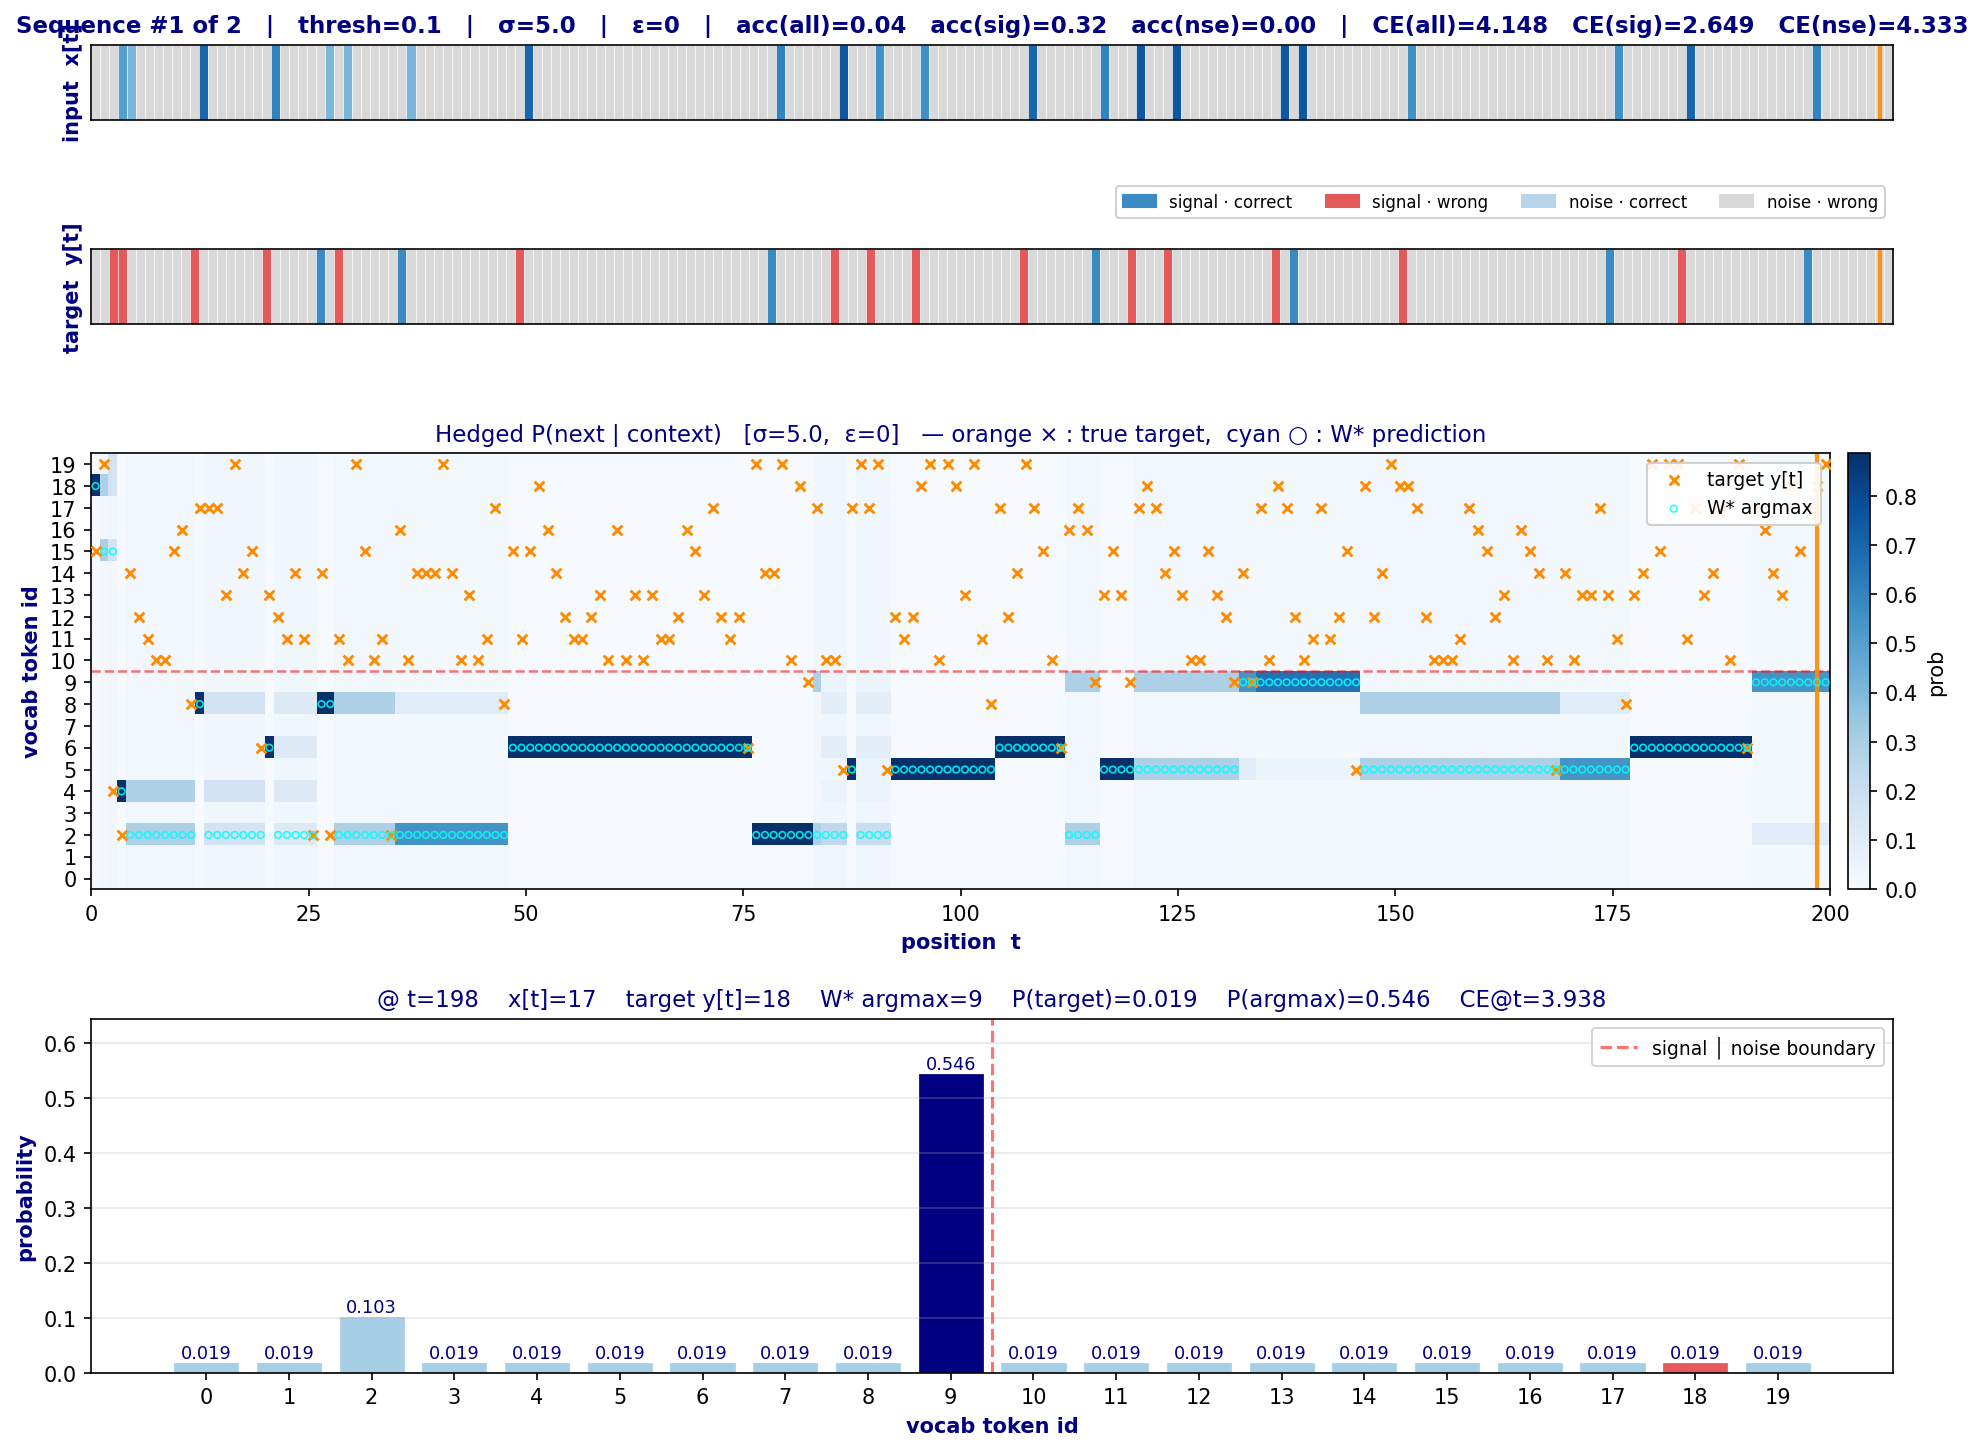 Sequence #1 of 2 | thresh=0.1 | σ=5.0 | ε=0 | acc(all)=0.04 acc(sig)=0.32 acc(nse)=0.00 | CE(all)=4.148 CE(sig)=2.649 CE(nse)=4.333
input x[t]
signal · correct signal · wrong noise · correct noise · wrong
target y[t]
Hedged P(next | context) [σ=5.0, ε=0] — orange × : true target, cyan ○ : W* prediction
target y[t]
W* argmax
vocab token id
19
18
17
16
15
14
13
12
11
10
9
8
7
6
5
4
3
2
1
0
0 25 50 75 100 125 150 175 200
position t
0.8
0.7
0.6
0.5
0.4
0.3
0.2
0.1
0.0
prob
@ t=198 x[t]=17 target y[t]=18 W* argmax=9 P(target)=0.019 P(argmax)=0.546 CE@t=3.938
signal | noise boundary
probability
0.6
0.5
0.4
0.3
0.2
0.1
0.0
0.019 0.019 0.103 0.019 0.019 0.019 0.019 0.019 0.019 0.546 0.019 0.019 0.019 0.019 0.019 0.019 0.019 0.019 0.019 0.019
0 1 2 3 4 5 6 7 8 9 10 11 12 13 14 15 16 17 18 19
vocab token id